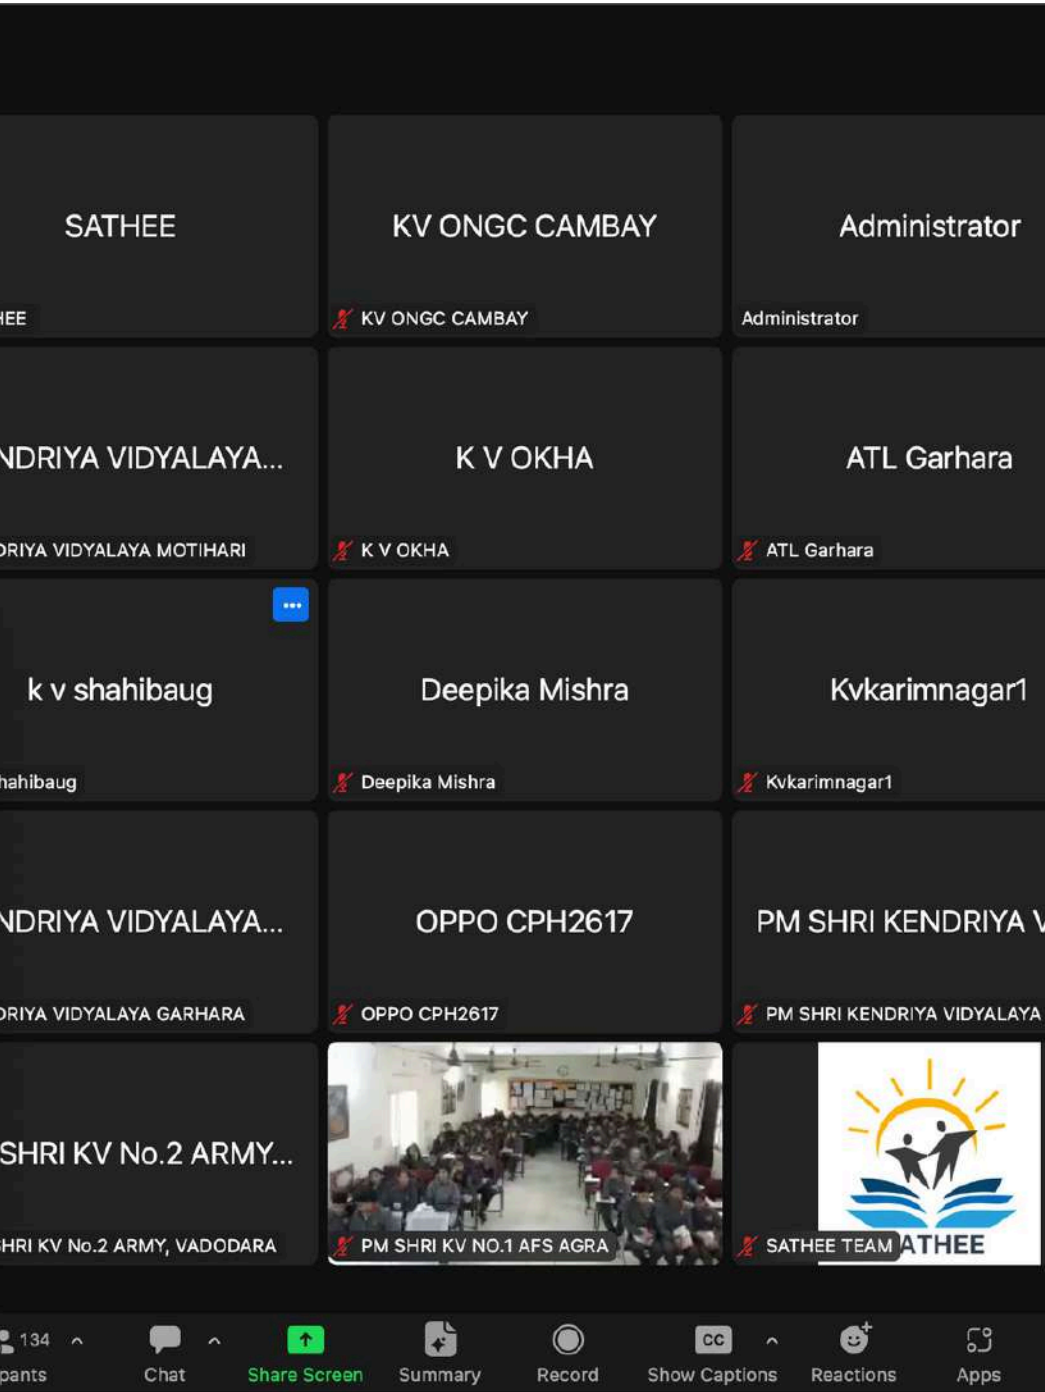 SATHEE
KV ONGC CAMBAY
Administrator
HEE
KV ONGC CAMBAY
Administrator
NDRIYA VIDYALAYA...
K V OKHA
ATL Garhara
DRIYA VIDYALAYA MOTIHARI
K V OKHA
ATL Garhara
k v shahibaug
Deepika Mishra
Kvkarimnagar1
hahibaug
Deepika Mishra
Kvkarimnagar1
NDRIYA VIDYALAYA...
OPPO CPH2617
PM SHRI KENDRIYA V
DRIYA VIDYALAYA GARHARA
OPPO CPH2617
PM SHRI KENDRIYA VIDYALAYA
SHRI KV No.2 ARMY...
HRI KV No.2 ARMY, VADODARA
PM SHRI KV NO.1 AFS AGRA
SATHEE TEAM
ATHEE
134
pants
Chat
Share Screen
Summary
Record
CC
Show Captions
Reactions
Apps